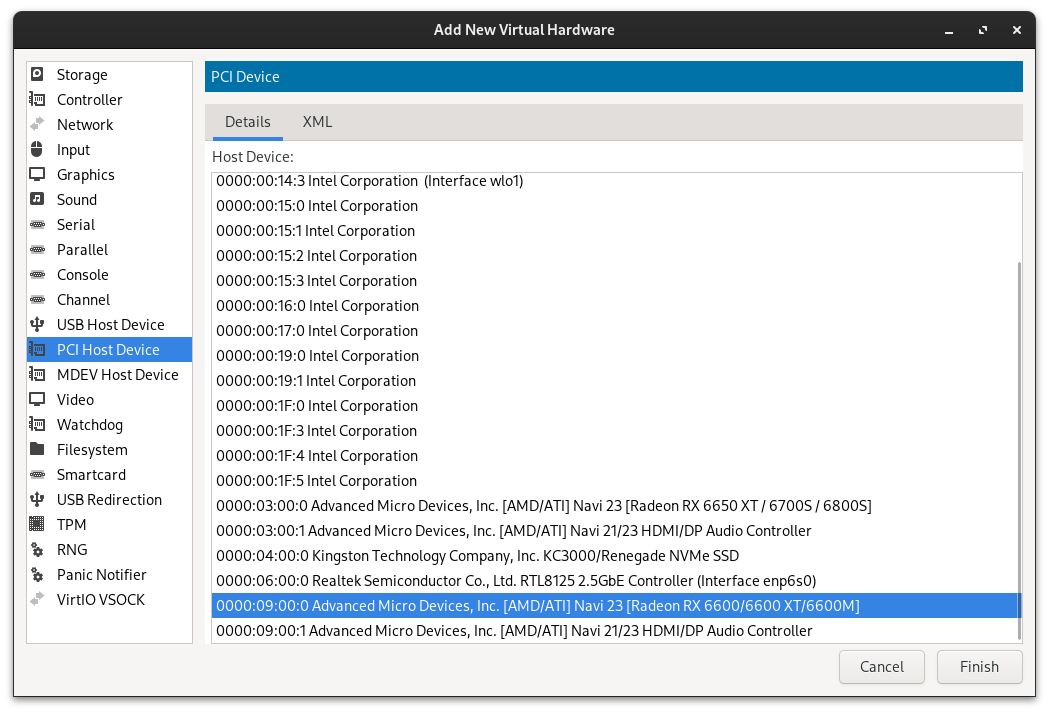 Add New Virtual Hardware
Storage
Controller
Network
Input
Graphics
Sound
Serial
Parallel
Console
Channel
USB Host Device
PCI Host Device
MDEV Host Device
Video
Watchdog
Filesystem
Smartcard
USB Redirection
TPM
RNG
Panic Notifier
VirtIO VSOCK
PCI Device
Details XML
Host Device:
0000:00:14:3 Intel Corporation  (Interface wlo1)
0000:00:15:0 Intel Corporation
0000:00:15:1 Intel Corporation
0000:00:15:2 Intel Corporation
0000:00:15:3 Intel Corporation
0000:00:16:0 Intel Corporation
0000:00:17:0 Intel Corporation
0000:00:19:0 Intel Corporation
0000:00:19:1 Intel Corporation
0000:00:1F:0 Intel Corporation
0000:00:1F:3 Intel Corporation
0000:00:1F:4 Intel Corporation
0000:00:1F:5 Intel Corporation
0000:03:00:0 Advanced Micro Devices, Inc. [AMD/ATI] Navi 23 [Radeon RX 6650 XT / 6700S / 6800S]
0000:03:00:1 Advanced Micro Devices, Inc. [AMD/ATI] Navi 21/23 HDMI/DP Audio Controller
0000:04:00:0 Kingston Technology Company, Inc. KC3000/Renegade NVMe SSD
0000:06:00:0 Realtek Semiconductor Co., Ltd. RTL8125 2.5GbE Controller (Interface enp6s0)
0000:09:00:0 Advanced Micro Devices, Inc. [AMD/ATI] Navi 23 [Radeon RX 6600/6600 XT/6600M]
0000:09:00:1 Advanced Micro Devices, Inc. [AMD/ATI] Navi 21/23 HDMI/DP Audio Controller
Cancel Finish